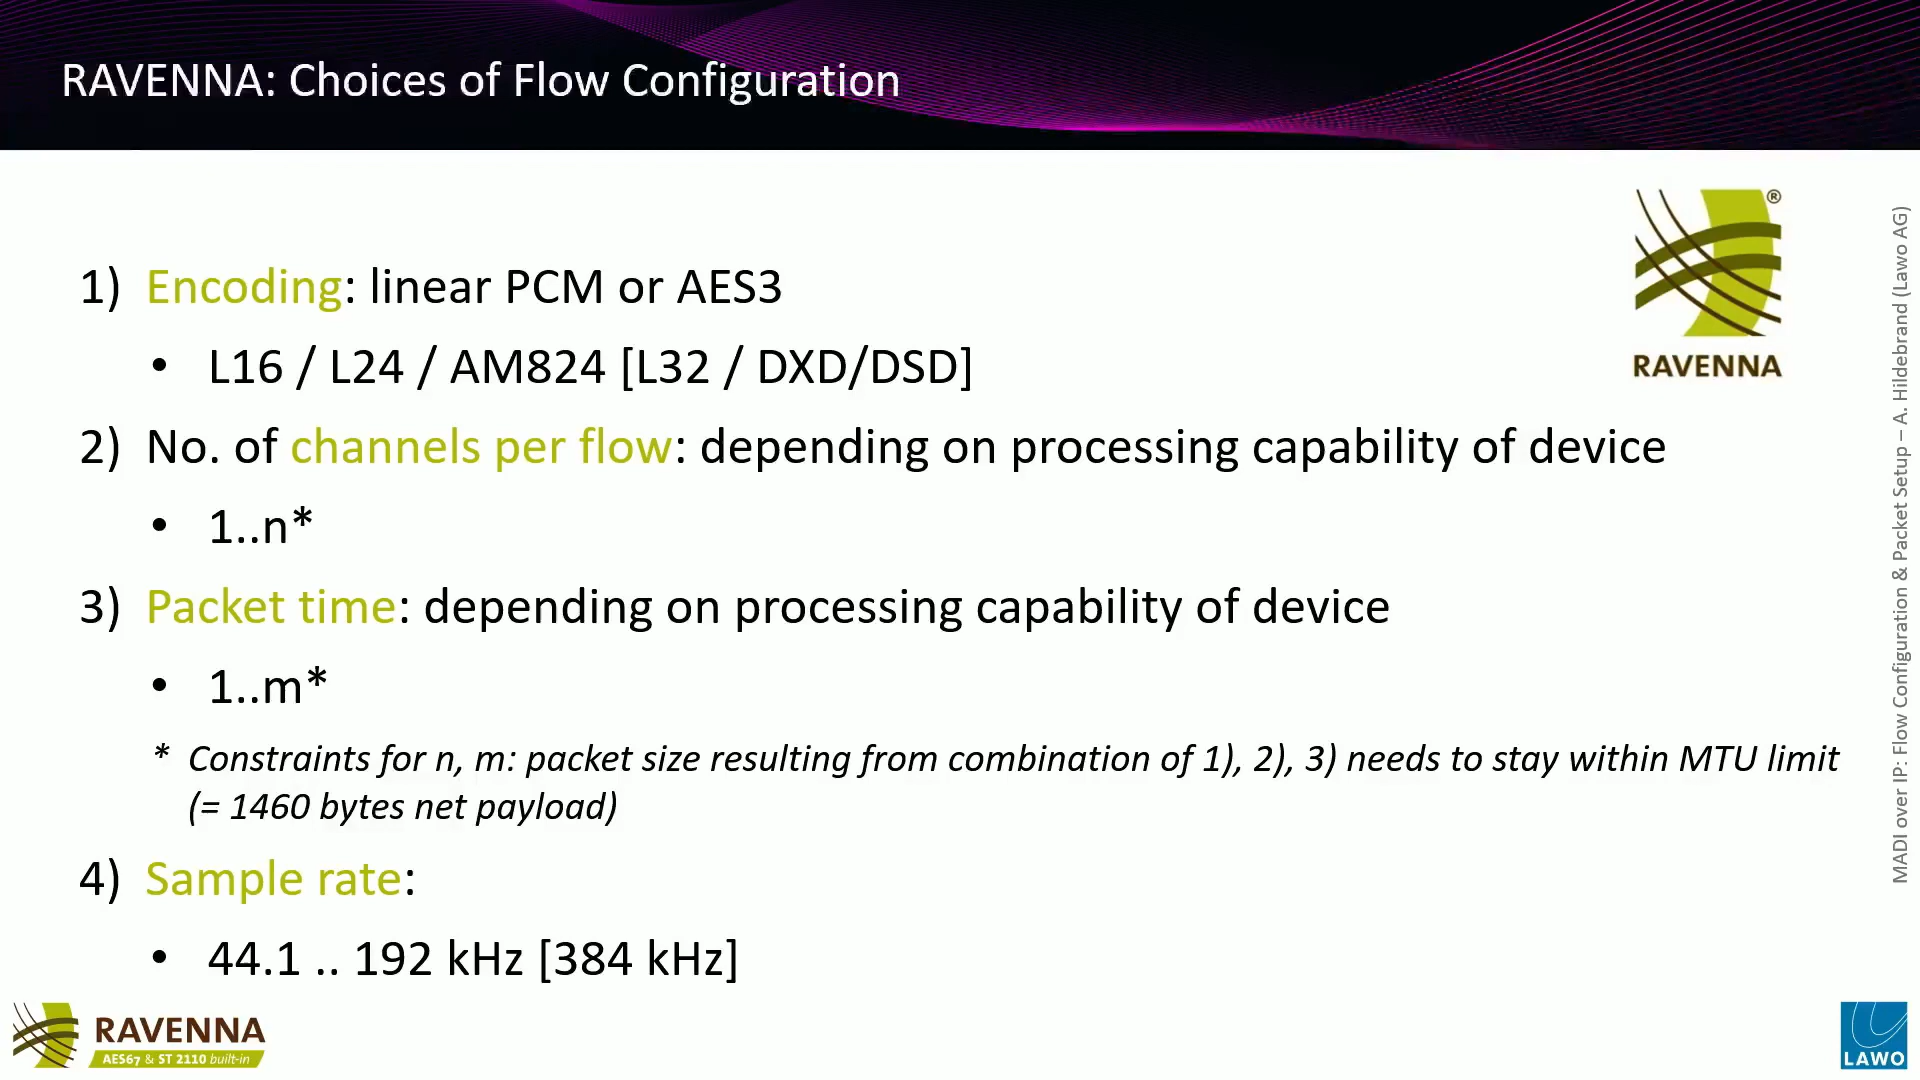 RAVENNA: Choices of Flow Configuration
®
RAVENNA
1) Encoding: linear PCM or AES3
• L16 / L24 / AM824 [L32 / DXD/DSD]
2) No. of channels per flow: depending on processing capability of device
• 1..n*
3) Packet time: depending on processing capability of device
• 1..m*
* Constraints for n, m: packet size resulting from combination of 1), 2), 3) needs to stay within MTU limit
(= 1460 bytes net payload)
4) Sample rate:
• 44.1 .. 192 kHz [384 kHz]
MADI over IP: Flow Configuration & Packet Setup – A. Hildebrand (Lawo AG)
RAVENNA
AES67 & ST 2110 built-in
LAWO